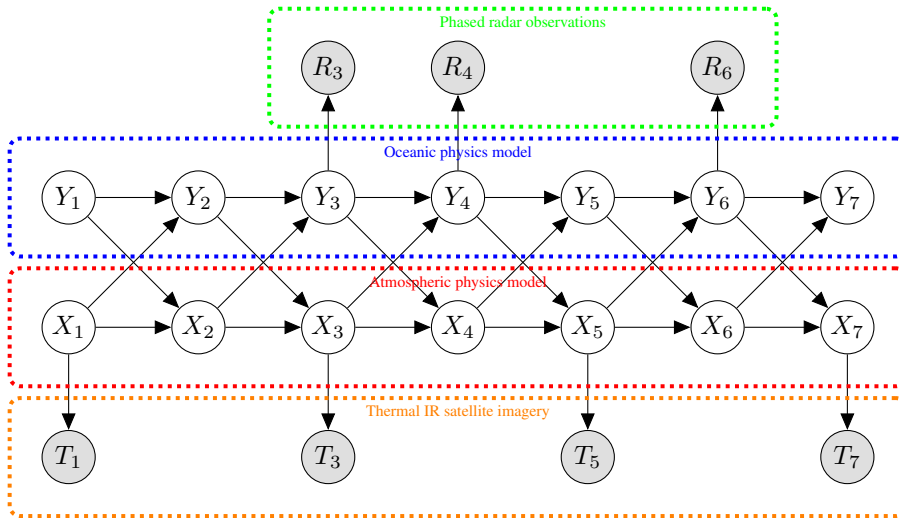 Phased radar observations
R3 R4 R6
Oceanic physics model
Y1 Y2 Y3 Y4 Y5 Y6 Y7
Atmospheric physics model
X1 X2 X3 X4 X5 X6 X7
Thermal IR satellite imagery
T1 T3 T5 T7